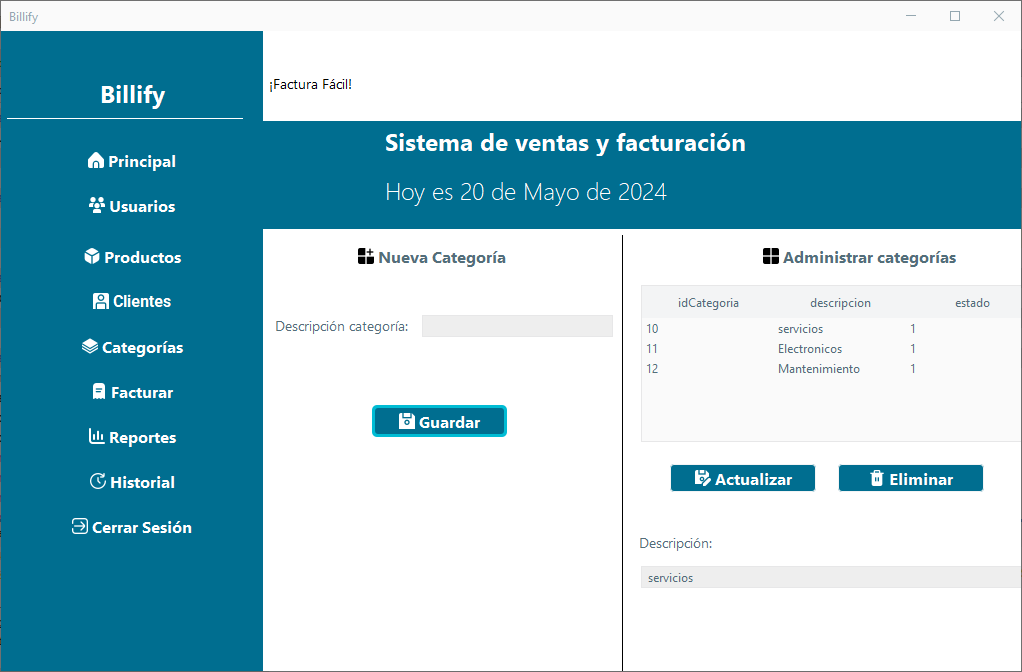 Billify
Billify
Principal
Usuarios
Productos
Clientes
Categorías
Facturar
Reportes
Historial
Cerrar Sesión
¡Factura Fácil!
Sistema de ventas y facturación
Hoy es 20 de Mayo de 2024
Nueva Categoría
Descripción categoría:
Guardar
Administrar categorías
idCategoria descripcion estado
10 servicios 1
11 Electronicos 1
12 Mantenimiento 1
Actualizar Eliminar
Descripción:
servicios